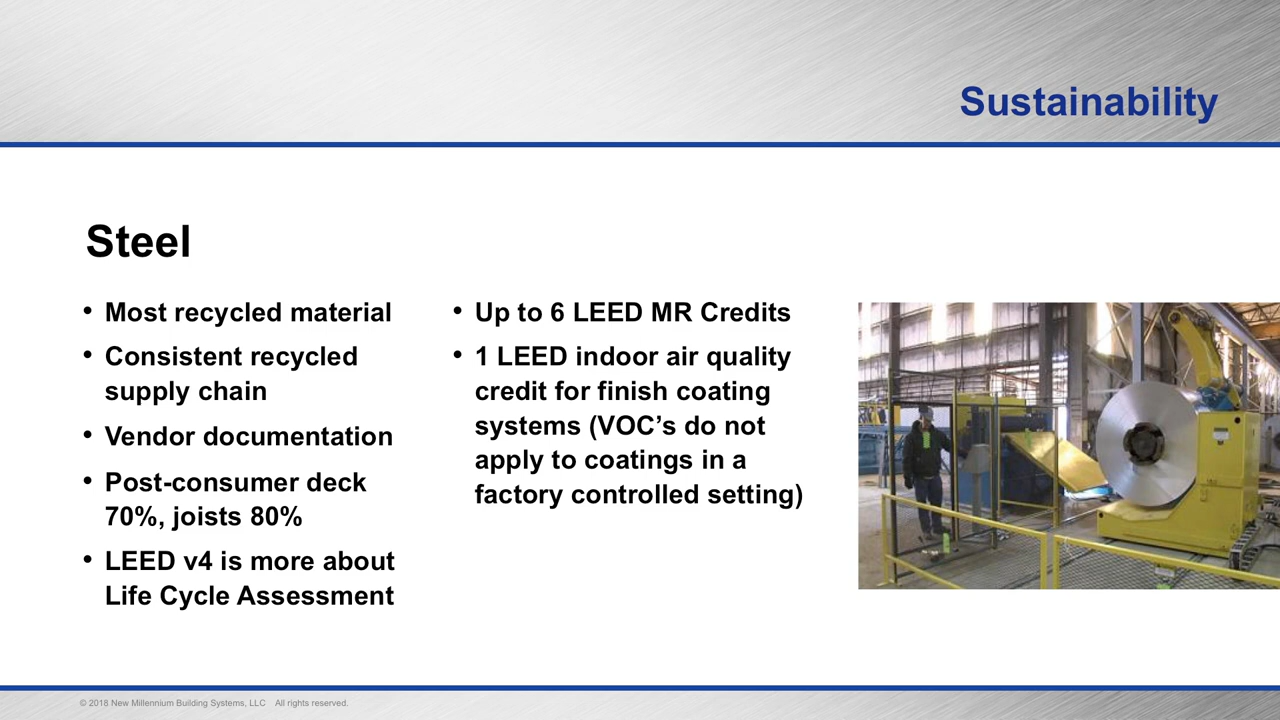 Sustainability
Steel
• Most recycled material
• Consistent recycled
supply chain
• Vendor documentation
• Post-consumer deck
70%, joists 80%
• LEED v4 is more about
Life Cycle Assessment
• Up to 6 LEED MR Credits
• 1 LEED indoor air quality
credit for finish coating
systems (VOC’s do not
apply to coatings in a
factory controlled setting)
© 2018 New Millennium Building Systems, LLC All rights reserved.